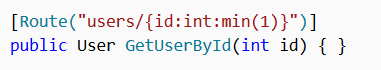 [Route("users/{id:int:min(1)}")]
public User GetUserById(int id) { }